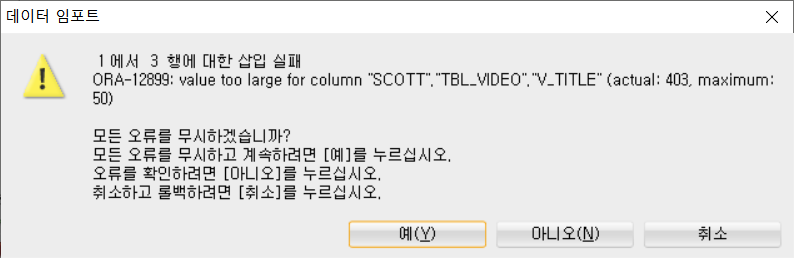 데이터 임포트
1에서 3 행에 대한 삽입 실패
ORA-12899: value too large for column "SCOTT"."TBL_VIDEO"."V_TITLE" (actual: 403, maximum:
50)
모든 오류를 무시하겠습니까?
모든 오류를 무시하고 계속하려면 [예]를 누르십시오.
오류를 확인하려면 [아니오]를 누르십시오.
취소하고 롤백하려면 [취소]를 누르십시오.
예(Y) 아니오(N) 취소